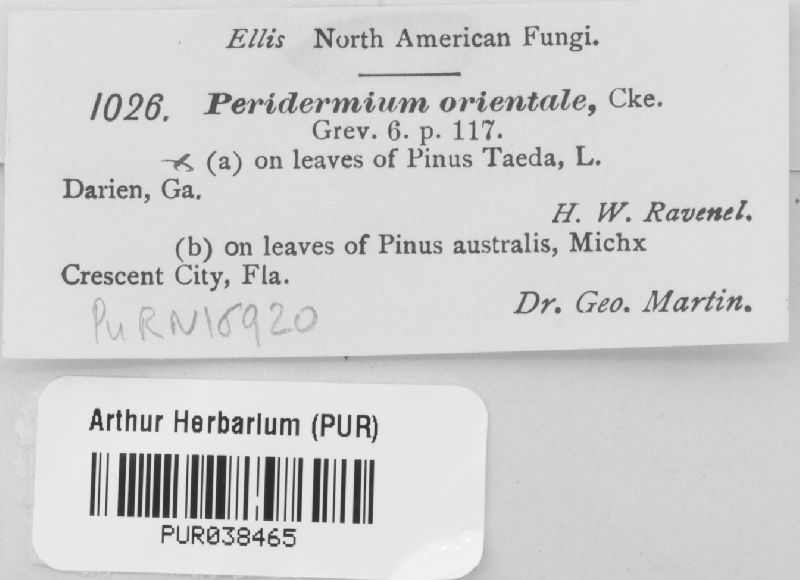 Ellis North American Fungi.
1026. Peridermium orientale, Cke.
Grev. 6. p. 117.
(a) on leaves of Pinus Taeda, L.
Darien, Ga.
H. W. Ravenel.
(b) on leaves of Pinus australis, Michx
Crescent City, Fla.
Dr. Geo. Martin.
PURN16920
Arthur Herbarium (PUR)
PUR038465